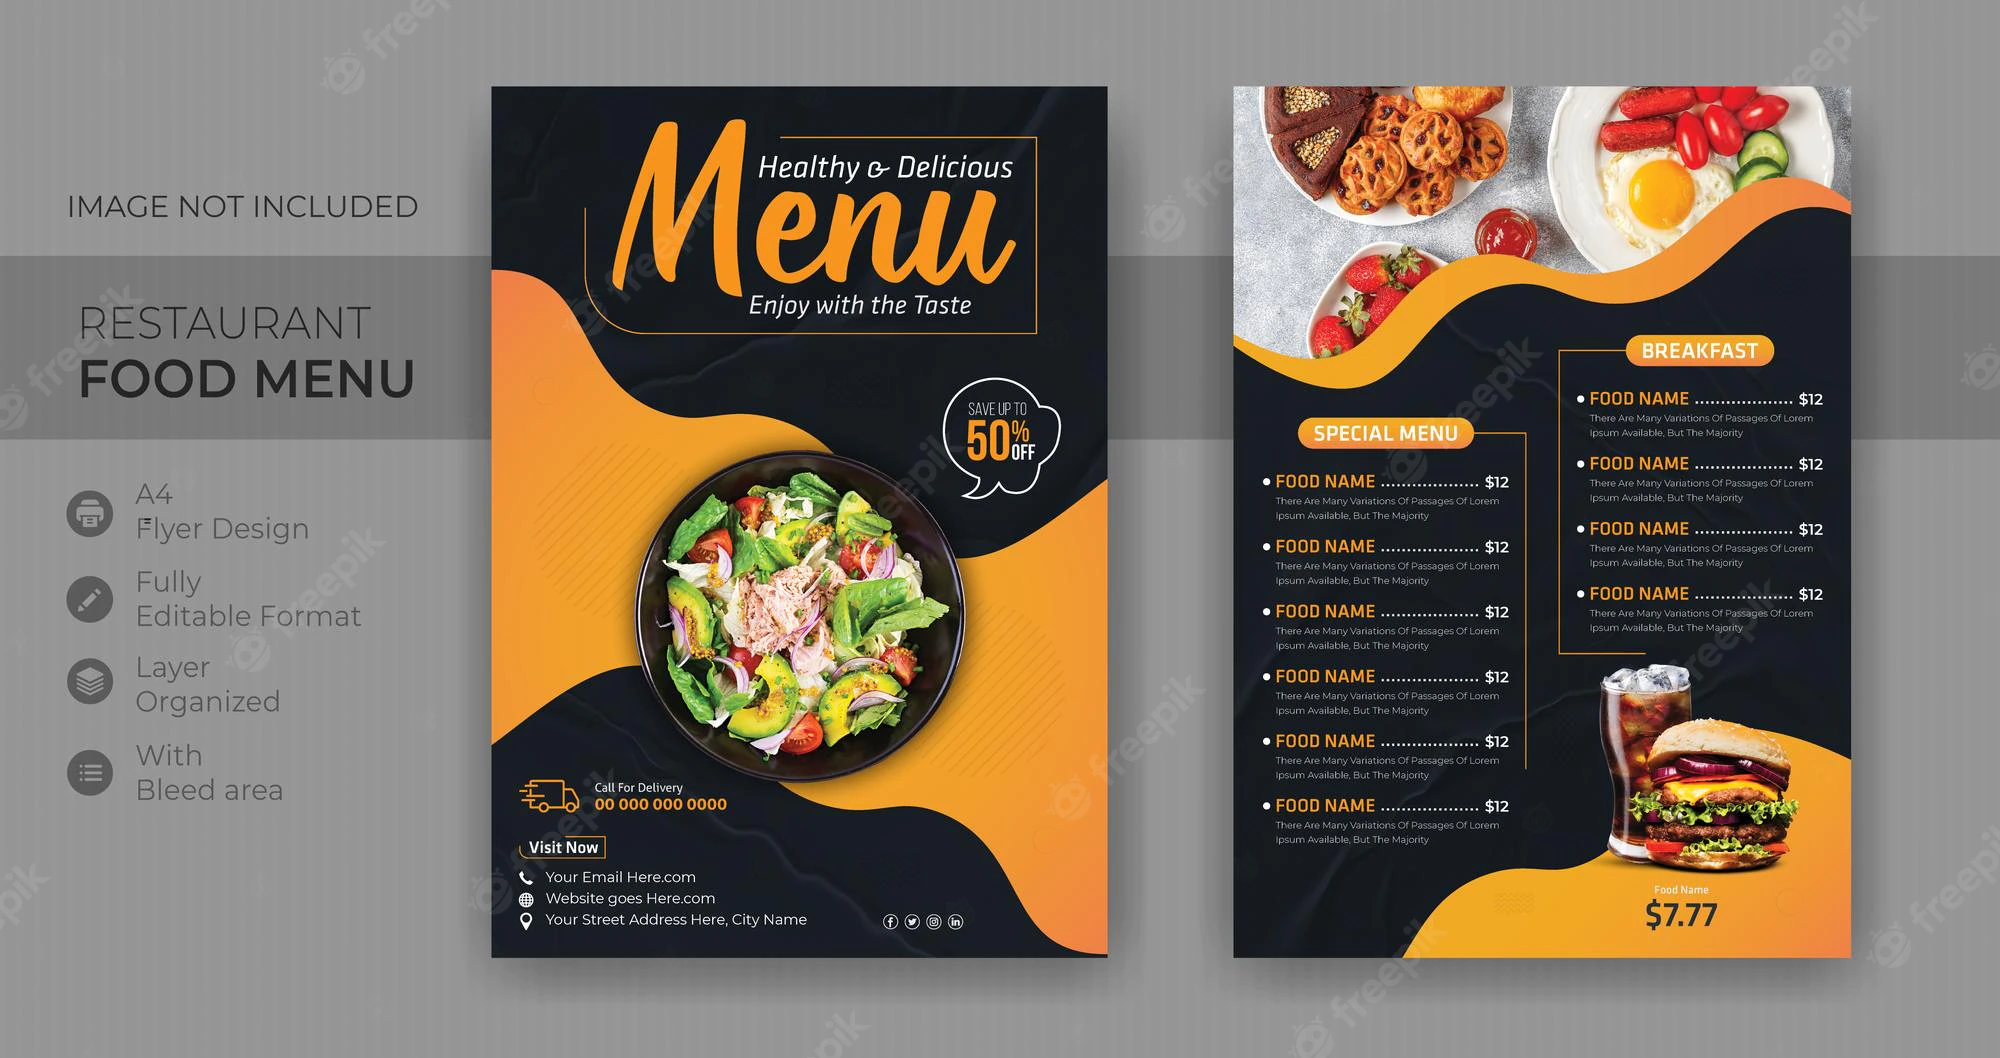 IMAGE NOT INCLUDED
RESTAURANT
FOOD MENU
A4
Flyer Design
Fully
Editable Format
Layer
Organized
With
Bleed area
Healthy & Delicious
Menu
Enjoy with the Taste
SAVE UP TO
50%
OFF
Call For Delivery
00 000 000 0000
Visit Now
Your Email Here.com
Website goes Here.com
Your Street Address Here, City Name
SPECIAL MENU
FOOD NAME ................... $12
There Are Many Variations Of Passages Of Lorem
Ipsum Available, But The Majority
FOOD NAME ................... $12
There Are Many Variations Of Passages Of Lorem
Ipsum Available, But The Majority
FOOD NAME ................... $12
There Are Many Variations Of Passages Of Lorem
Ipsum Available, But The Majority
FOOD NAME ................... $12
There Are Many Variations Of Passages Of Lorem
Ipsum Available, But The Majority
FOOD NAME ................... $12
There Are Many Variations Of Passages Of Lorem
Ipsum Available, But The Majority
FOOD NAME ................... $12
There Are Many Variations Of Passages Of Lorem
Ipsum Available, But The Majority
BREAKFAST
FOOD NAME ................... $12
There Are Many Variations Of Passages Of Lorem
Ipsum Available, But The Majority
FOOD NAME ................... $12
There Are Many Variations Of Passages Of Lorem
Ipsum Available, But The Majority
FOOD NAME ................... $12
There Are Many Variations Of Passages Of Lorem
Ipsum Available, But The Majority
FOOD NAME ................... $12
There Are Many Variations Of Passages Of Lorem
Ipsum Available, But The Majority
Food Name
$7.77
freepik